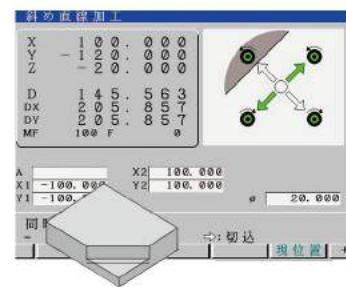 斜め直線加工
X 100.000
Y -120.000
Z -20.000
D 145.563
DX 205.857
DY 205.857
MF 100 F 0
A X2 100.000
X1 -100.000 Y2 100.000
Y1 -100. ø 20.000
同
⇨:切込
現位置